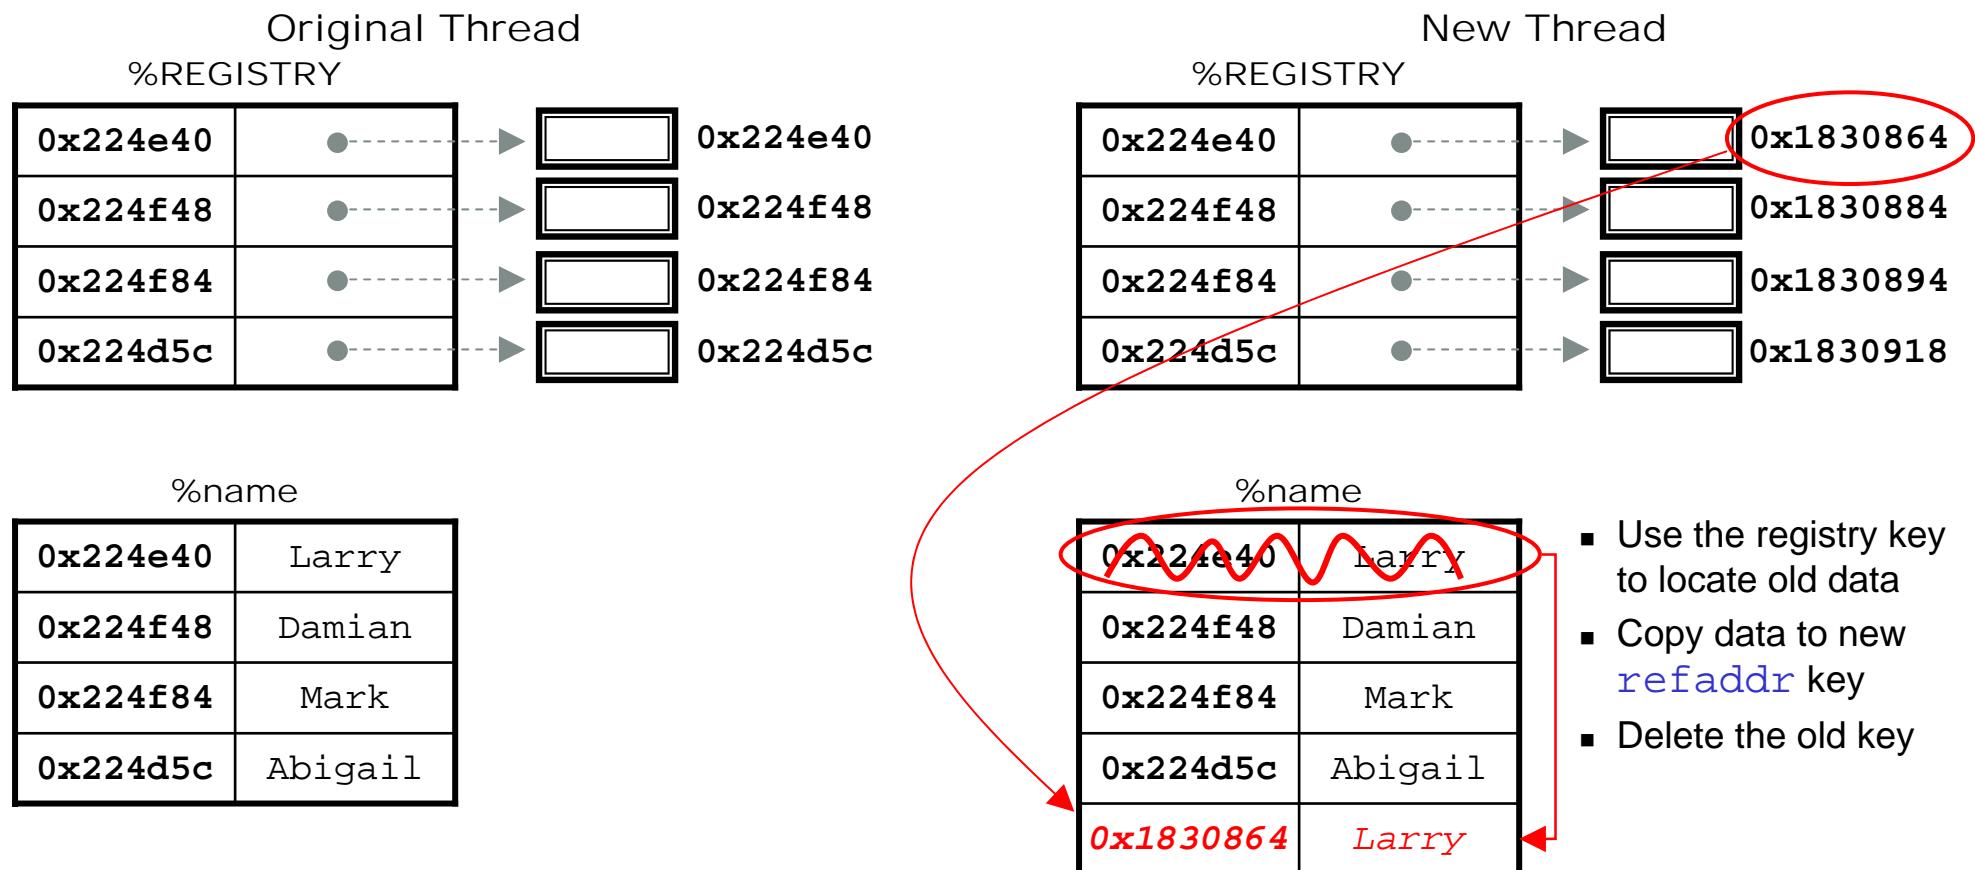 Original Thread
%REGISTRY
0x224e40 0x224e40
0x224f48 0x224f48
0x224f84 0x224f84
0x224d5c 0x224d5c
%name
0x224e40 Larry
0x224f48 Damian
0x224f84 Mark
0x224d5c Abigail
New Thread
%REGISTRY
0x224e40 0x1830864
0x224f48 0x1830884
0x224f84 0x1830894
0x224d5c 0x1830918
%name
0x224e40 Larry
0x224f48 Damian
0x224f84 Mark
0x224d5c Abigail
0x1830864 Larry
▪ Use the registry key
to locate old data
▪ Copy data to new
refaddr key
▪ Delete the old key